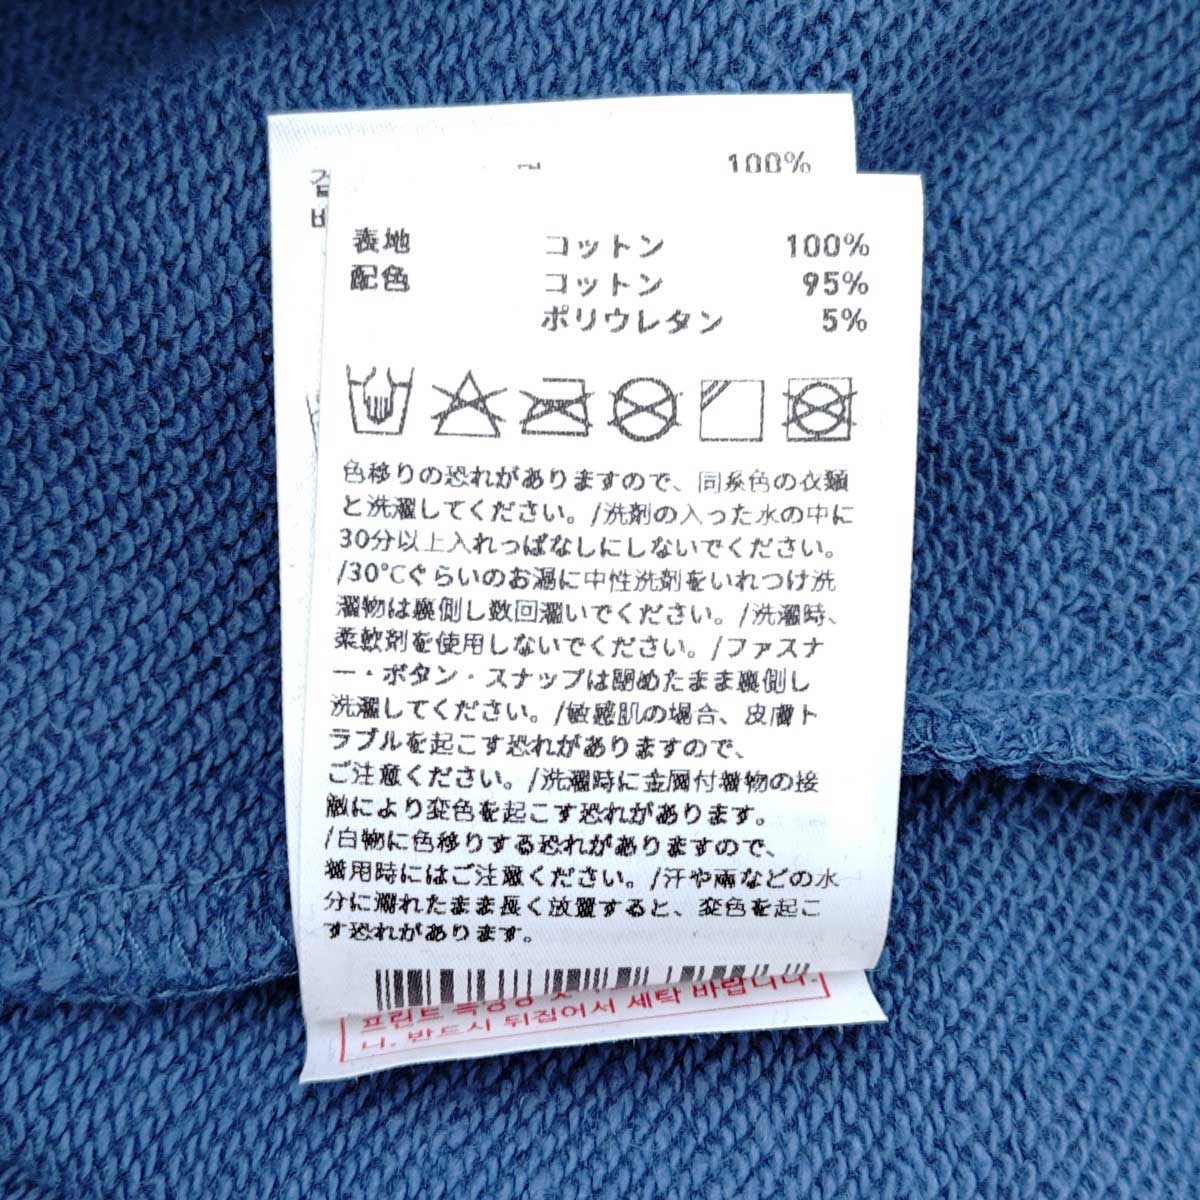 100%
表地 コットン 100%
配色 コットン 95%
ポリウレタン 5%
色移りの恐れがありますので、同系色の衣類
と洗濯してください。/洗剤の入った水の中に
30分以上入れっぱなしにしないでください。
/30℃ぐらいのお湯に中性洗剤をいれつけ洗
濯物は裏側し数回濯いでください。/洗濯時、
柔軟剤を使用しないでください。/ファスナ
ー・ボタン・スナップは閉めたまま裏側し
洗濯してください。/敏感肌の場合、皮膚ト
ラブルを起こす恐れがありますので、
ご注意ください。/洗濯時に金属付着物の接
触により変色を起こす恐れがあります。
/白物に色移りする恐れがありますので、
着用時にはご注意ください。/汗や雨などの水
分に濡れたまま長く放置すると、変色を起こ
す恐れがあります。
프린트 바랍니다.
니. 반드시 뒤집어서 세탁 바랍니다.